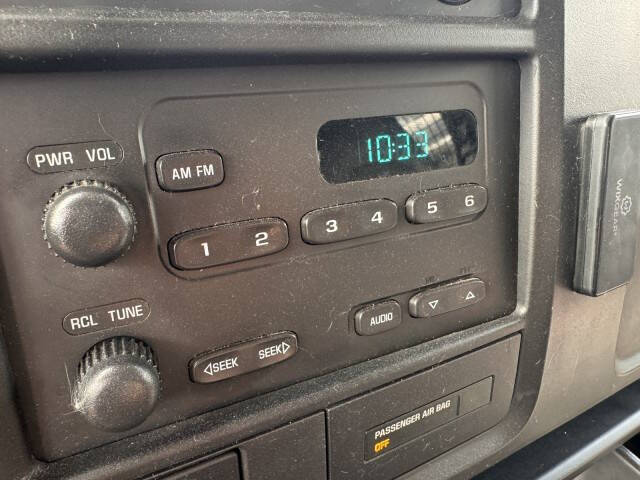 10:33
PWR VOL
AM FM
1 2
3 4
5 6
RCL TUNE
AUDIO
SEEK SEEK
PASSENGER AIR BAG
OFF
WIXGEAR